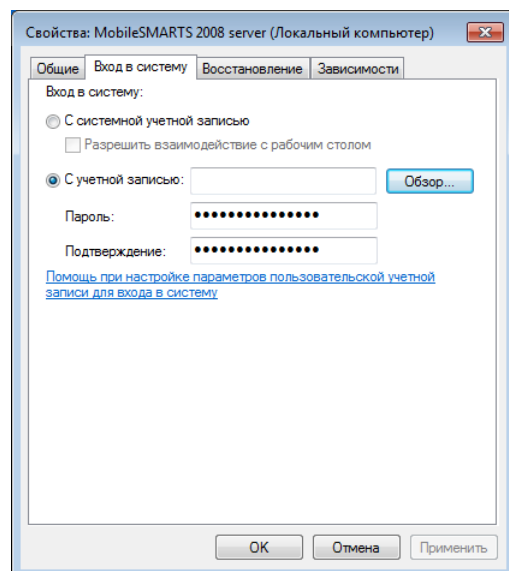 Свойства: MobileSMARTS 2008 server (Локальный компьютер)
Общие Вход в систему Восстановление Зависимости
Вход в систему:
С системной учетной записью
Разрешить взаимодействие с рабочим столом
С учетной записью: Обзор...
Пароль: •••••••••••••••
Подтверждение: •••••••••••••••
Помощь при настройке параметров пользовательской учетной
записи для входа в систему
OK Отмена Применить